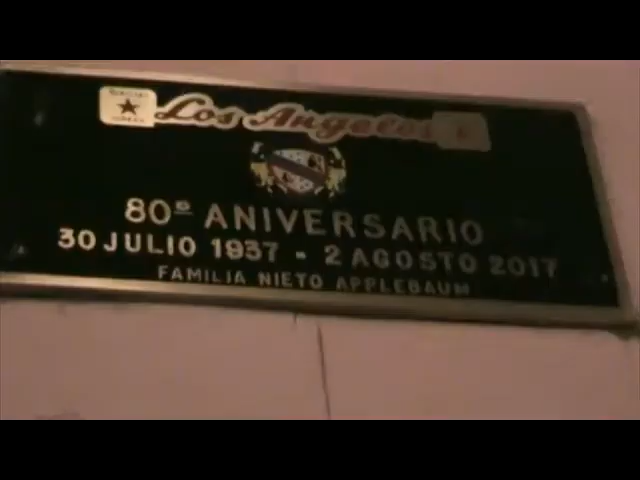 Los Angeles
80º ANIVERSARIO
30 JULIO 1937 - 2 AGOSTO 2017
FAMILIA NIETO APPLEBAUM